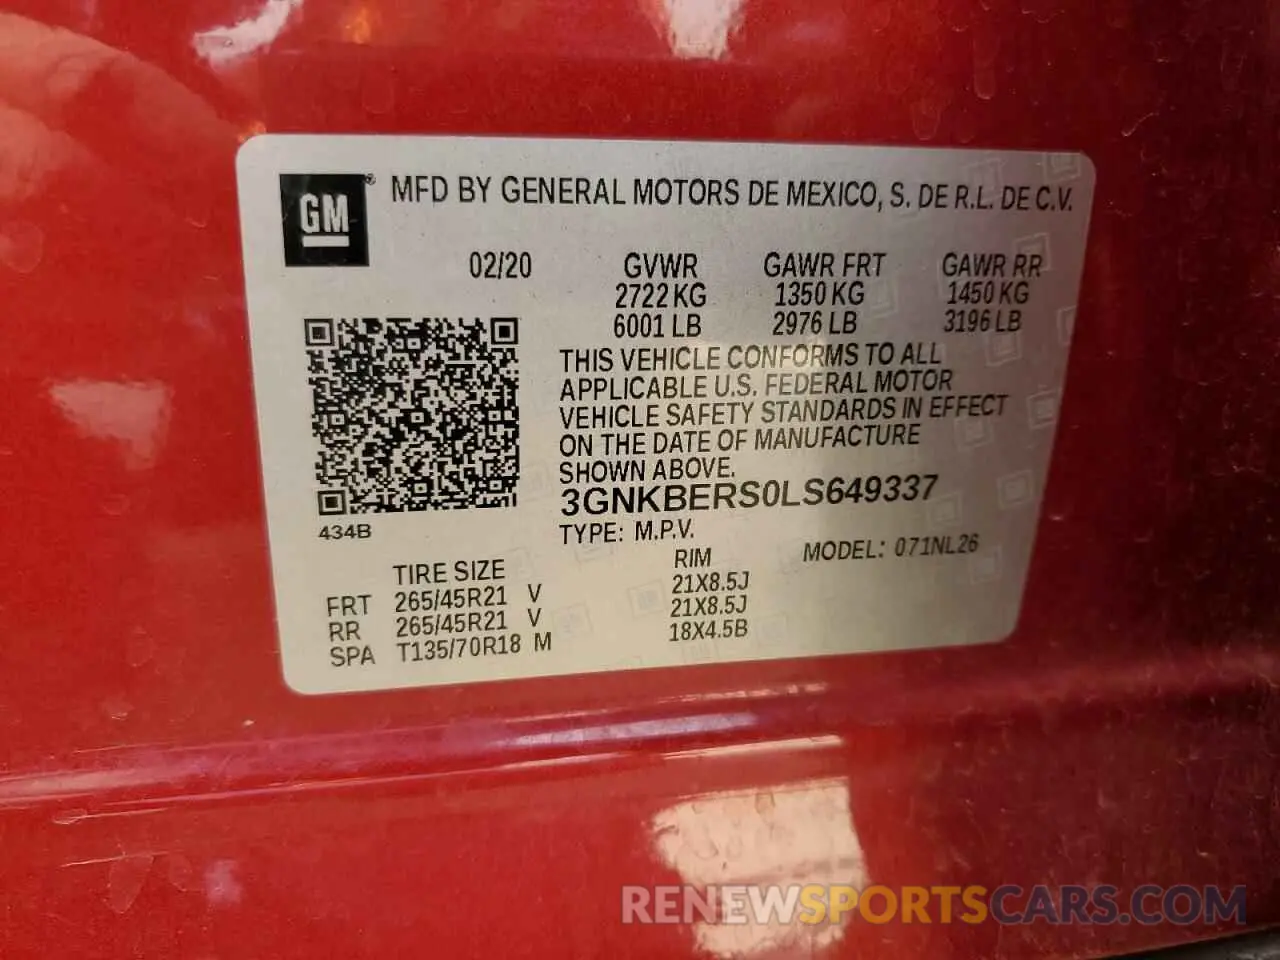 GM® MFD BY GENERAL MOTORS DE MEXICO, S. DE R.L. DE C.V.
02/20 GVWR GAWR FRT GAWR RR
2722 KG 1350 KG 1450 KG
6001 LB 2976 LB 3196 LB
THIS VEHICLE CONFORMS TO ALL
APPLICABLE U.S. FEDERAL MOTOR
VEHICLE SAFETY STANDARDS IN EFFECT
ON THE DATE OF MANUFACTURE
SHOWN ABOVE.
3GNKBERS0LS649337
434B
TYPE: M.P.V. MODEL: 071NL26
TIRE SIZE RIM
FRT 265/45R21 V 21X8.5J
RR 265/45R21 V 21X8.5J
SPA T135/70R18 M 18X4.5B
RENEWSPORTSCARS.COM